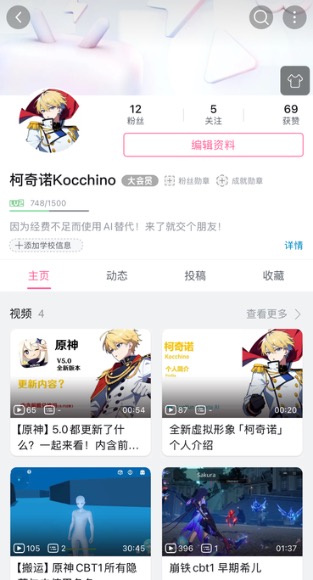 12
5
69
粉丝
关注
获赞
编辑资料
柯奇诺Kocchino 大会员 粉丝勋章 成就勋章
748/1500
因为经费不足而使用AI替代！来了就交个朋友！
+添加学校信息
详情
主页
动态
投稿
收藏
视频 4
查看更多
原神
V5.0
全新版本
更新内容？
65
-
00:54
【原神】5.0都更新了什
么？一起来看！内含前...
柯奇诺
Kocchino
个人简介
87
-
00:20
全新虚拟形象「柯奇诺」
个人介绍
105
2
30:45
【搬运】原神CBT1所有隐
Sakura
396
1
01:37
崩铁cbt1 早期希儿